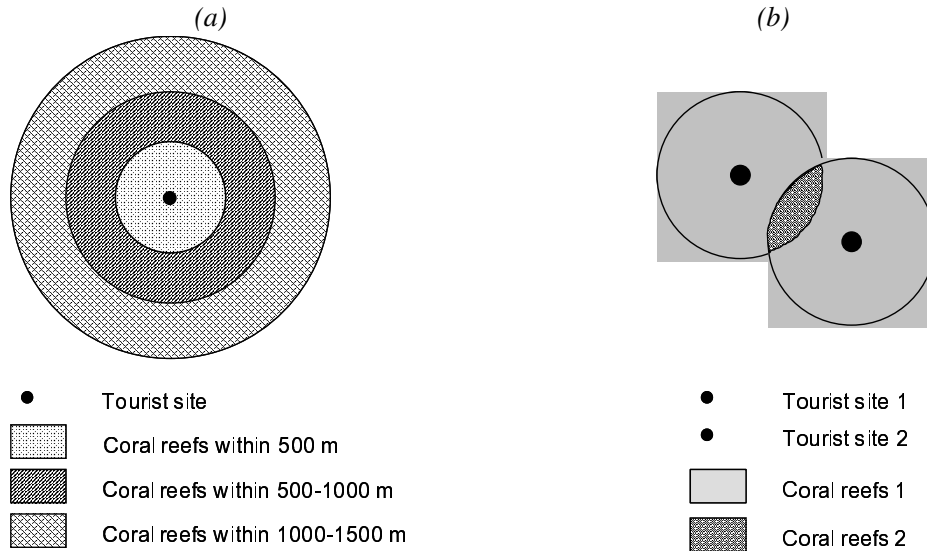 (a)
Tourist site
Coral reefs within 500 m
Coral reefs within 500-1000 m
Coral reefs within 1000-1500 m
(b)
Tourist site 1
Tourist site 2
Coral reefs 1
Coral reefs 2